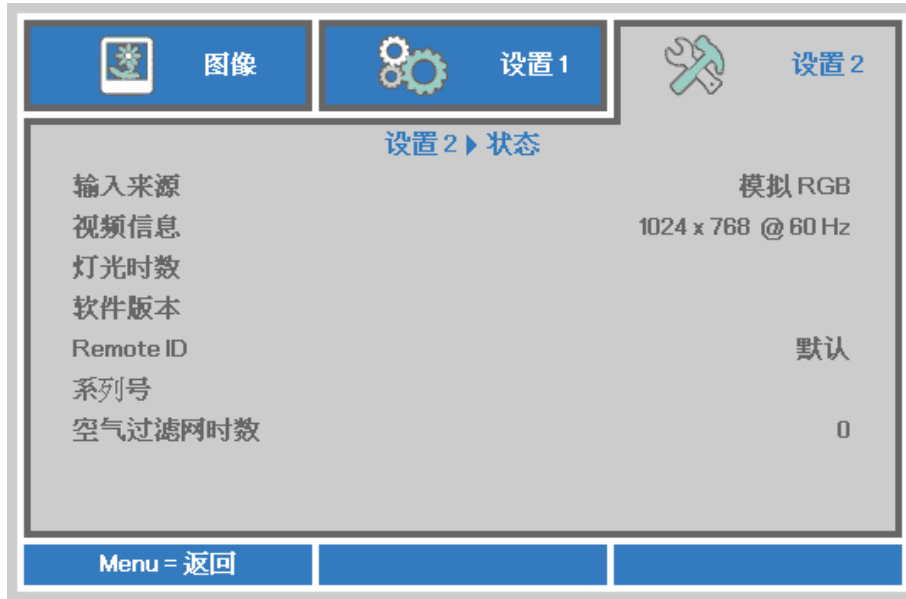 图像 设置 1 设置 2
设置 2 ▶ 状态
输入来源 模拟 RGB
视频信息 1024 x 768 @ 60 Hz
灯光时数
软件版本
Remote ID 默认
系列号
空气过滤网时数 0
Menu = 返回